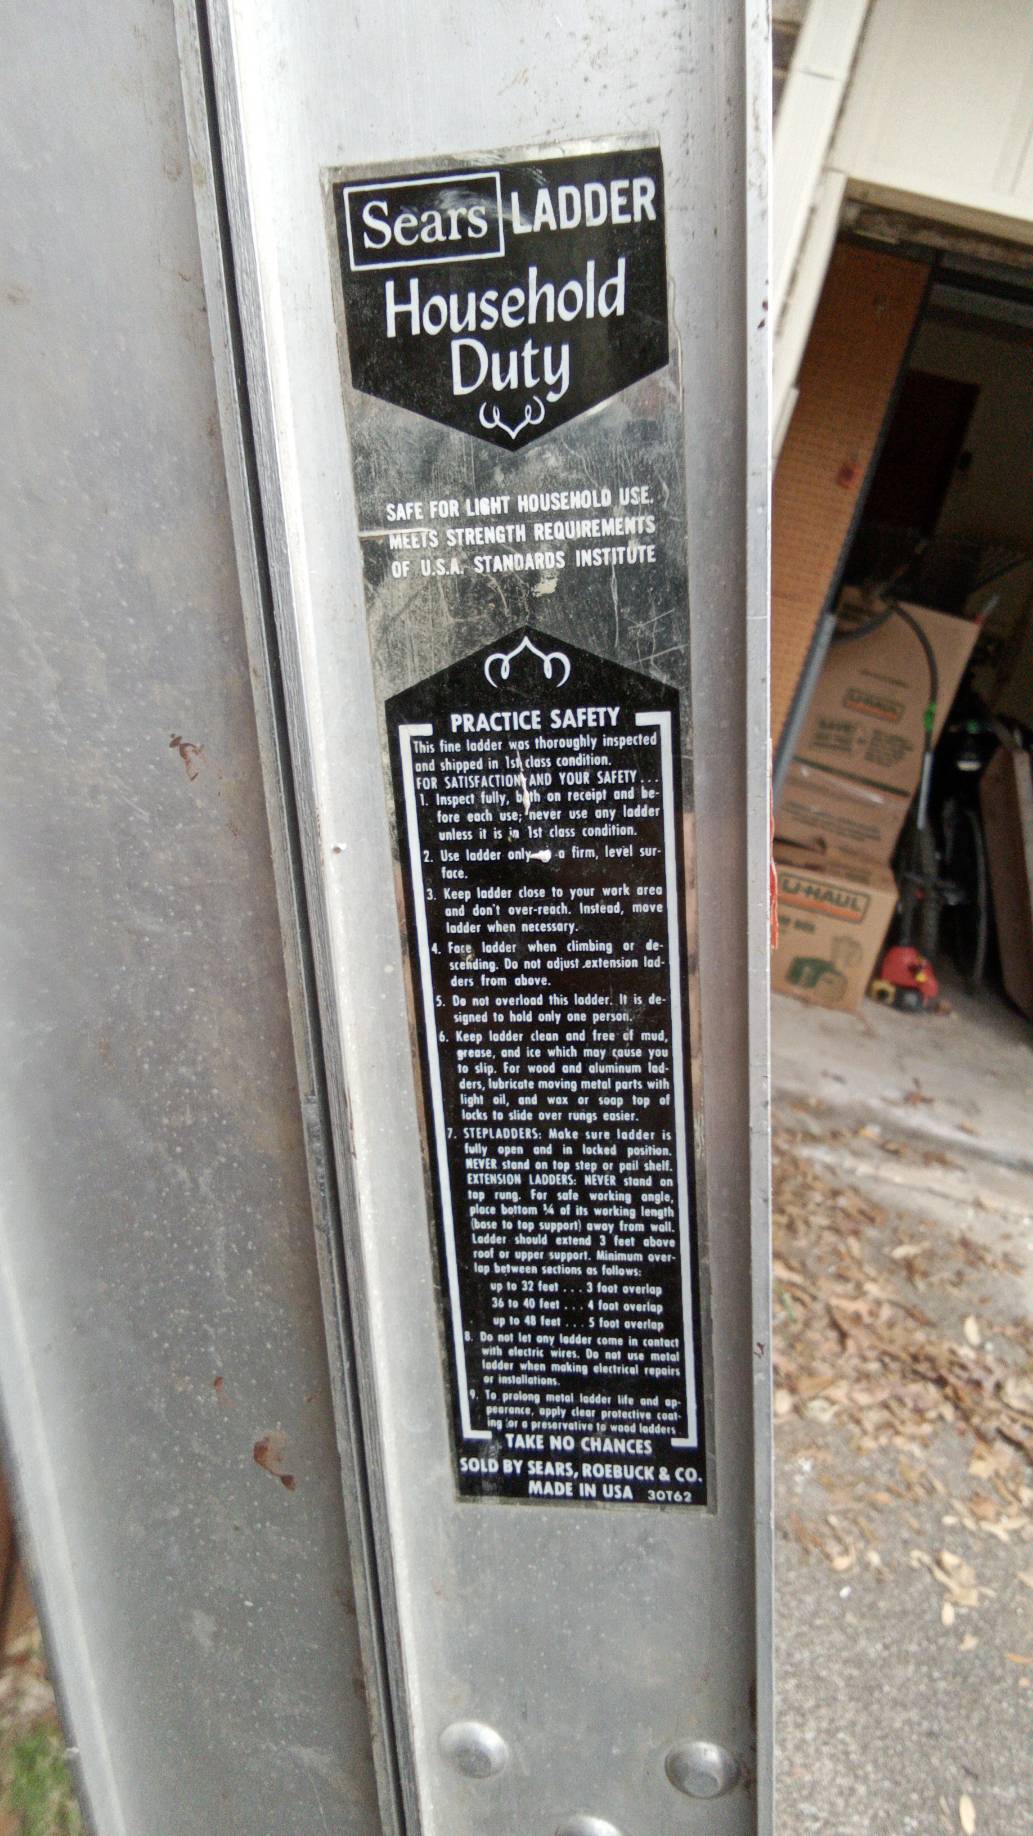 Sears LADDER
Household
Duty
SAFE FOR LIGHT HOUSEHOLD USE.
MEETS STRENGTH REQUIREMENTS
OF U.S.A. STANDARDS INSTITUTE
PRACTICE SAFETY
This fine ladder was thoroughly inspected
and shipped in 1st class condition.
FOR SATISFACTION AND YOUR SAFETY...
1. Inspect fully, both on receipt and be-
fore each use; never use any ladder
unless it is in 1st class condition.
2. Use ladder only a firm, level sur-
face.
3. Keep ladder close to your work area
and don't over-reach. Instead, move
ladder when necessary.
4. Face ladder when climbing or de-
scending. Do not adjust extension lad-
ders from above.
5. Do not overload this ladder. It is de-
signed to hold only one person.
6. Keep ladder clean and free of mud,
grease, and ice which may cause you
to slip. For wood and aluminum lad-
ders, lubricate moving metal parts with
light oil, and wax or soap top of
locks to slide over rungs easier.
7. STEPLADDERS: Make sure ladder is
fully open and in locked position.
NEVER stand on top step or pail shelf.
EXTENSION LADDERS: NEVER stand on
top rung. For safe working angle,
place bottom ¼ of its working length
(base to top support) away from wall.
Ladder should extend 3 feet above
roof or upper support. Minimum over-
lap between sections as follows:
up to 32 feet ... 3 foot overlap
36 to 40 feet ... 4 foot overlap
up to 48 feet ... 5 foot overlap
8. Do not let any ladder come in contact
with electric wires. Do not use metal
ladder when making electrical repairs
or installations.
9. To prolong metal ladder life and ap-
pearance, apply clear protective coat-
ing or a preservative to wood ladders
TAKE NO CHANCES
SOLD BY SEARS, ROEBUCK & CO.
MADE IN USA 30T62
U-HAUL
U-HAUL